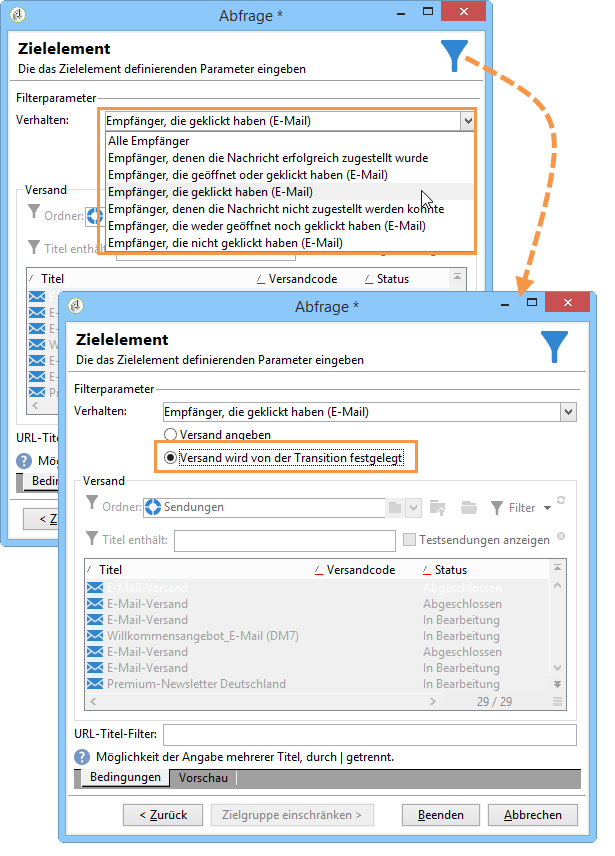 Abfrage *
Zielelement
Die das Zielelement definierenden Parameter eingeben
Filterparameter
Verhalten: Empfänger, die geklickt haben (E-Mail)
Alle Empfänger
Empfänger, denen die Nachricht erfolgreich zugestellt wurde
Empfänger, die geöffnet oder geklickt haben (E-Mail)
Empfänger, die geklickt haben (E-Mail)
Empfänger, denen die Nachricht nicht zugestellt werden konnte
Empfänger, die weder geöffnet noch geklickt haben (E-Mail)
Empfänger, die nicht geklickt haben (E-Mail)
Versand
Ordner:
Titel enthält:
Titel Versandcode Status
E-
E-
E-
W
E-
E-
Pr
URL-Tite
Mög
Beding
< Z
Abfrage *
Zielelement
Die das Zielelement definierenden Parameter eingeben
Filterparameter
Verhalten: Empfänger, die geklickt haben (E-Mail)
Versand angeben
Versand wird von der Transition festgelegt
Versand
Ordner: Sendungen Filter
Titel enthält: Testsendungen anzeigen
Titel Versandcode Status
E-Mail-Versand Abgeschlossen
E-Mail-Versand Abgeschlossen
E-Mail-Versand In Bearbeitung
Willkommensangebot_E-Mail (DM7) In Bearbeitung
E-Mail-Versand Abgeschlossen
E-Mail-Versand In Bearbeitung
Premium-Newsletter Deutschland In Bearbeitung
29 / 29
URL-Titel-Filter:
? Möglichkeit der Angabe mehrerer Titel, durch | getrennt.
Bedingungen Vorschau
< Zurück Zielgruppe einschränken > Beenden Abbrechen